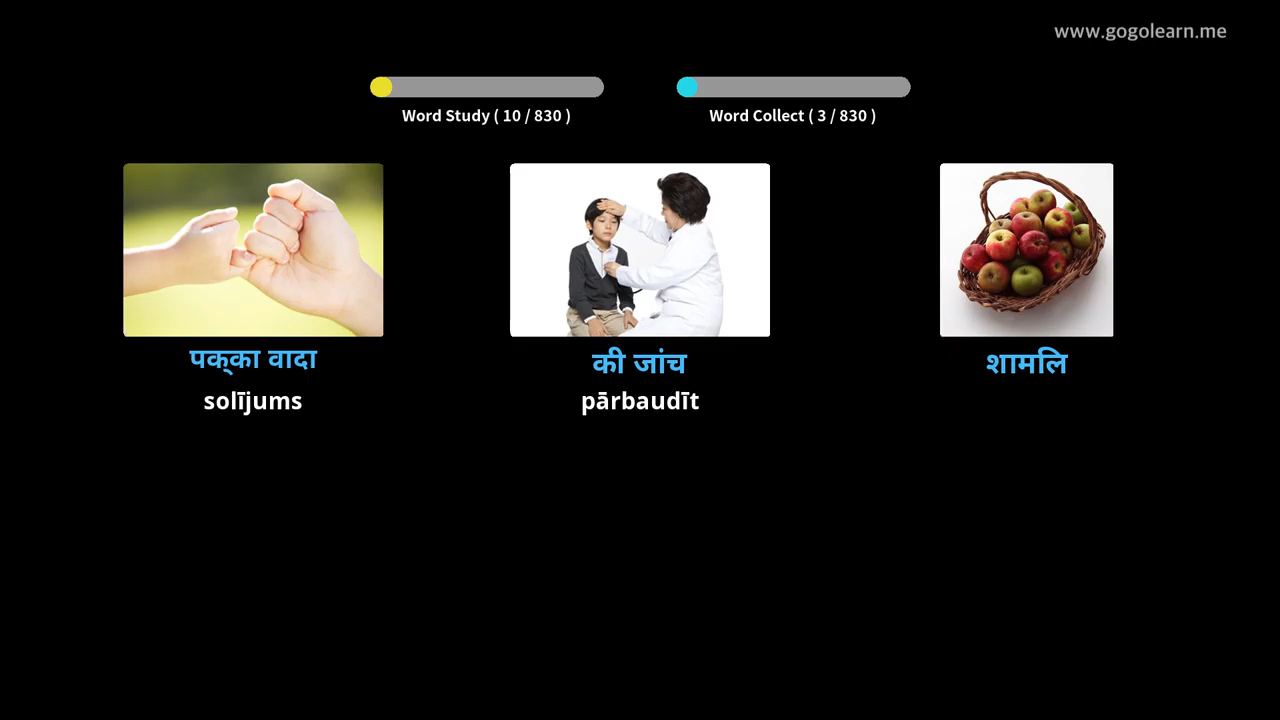 www.gogolearn.me
Word Study ( 10 / 830 )
Word Collect ( 3 / 830 )
पक्‌का वादा
की जांच
शामलि
solījums
pārbaudīt